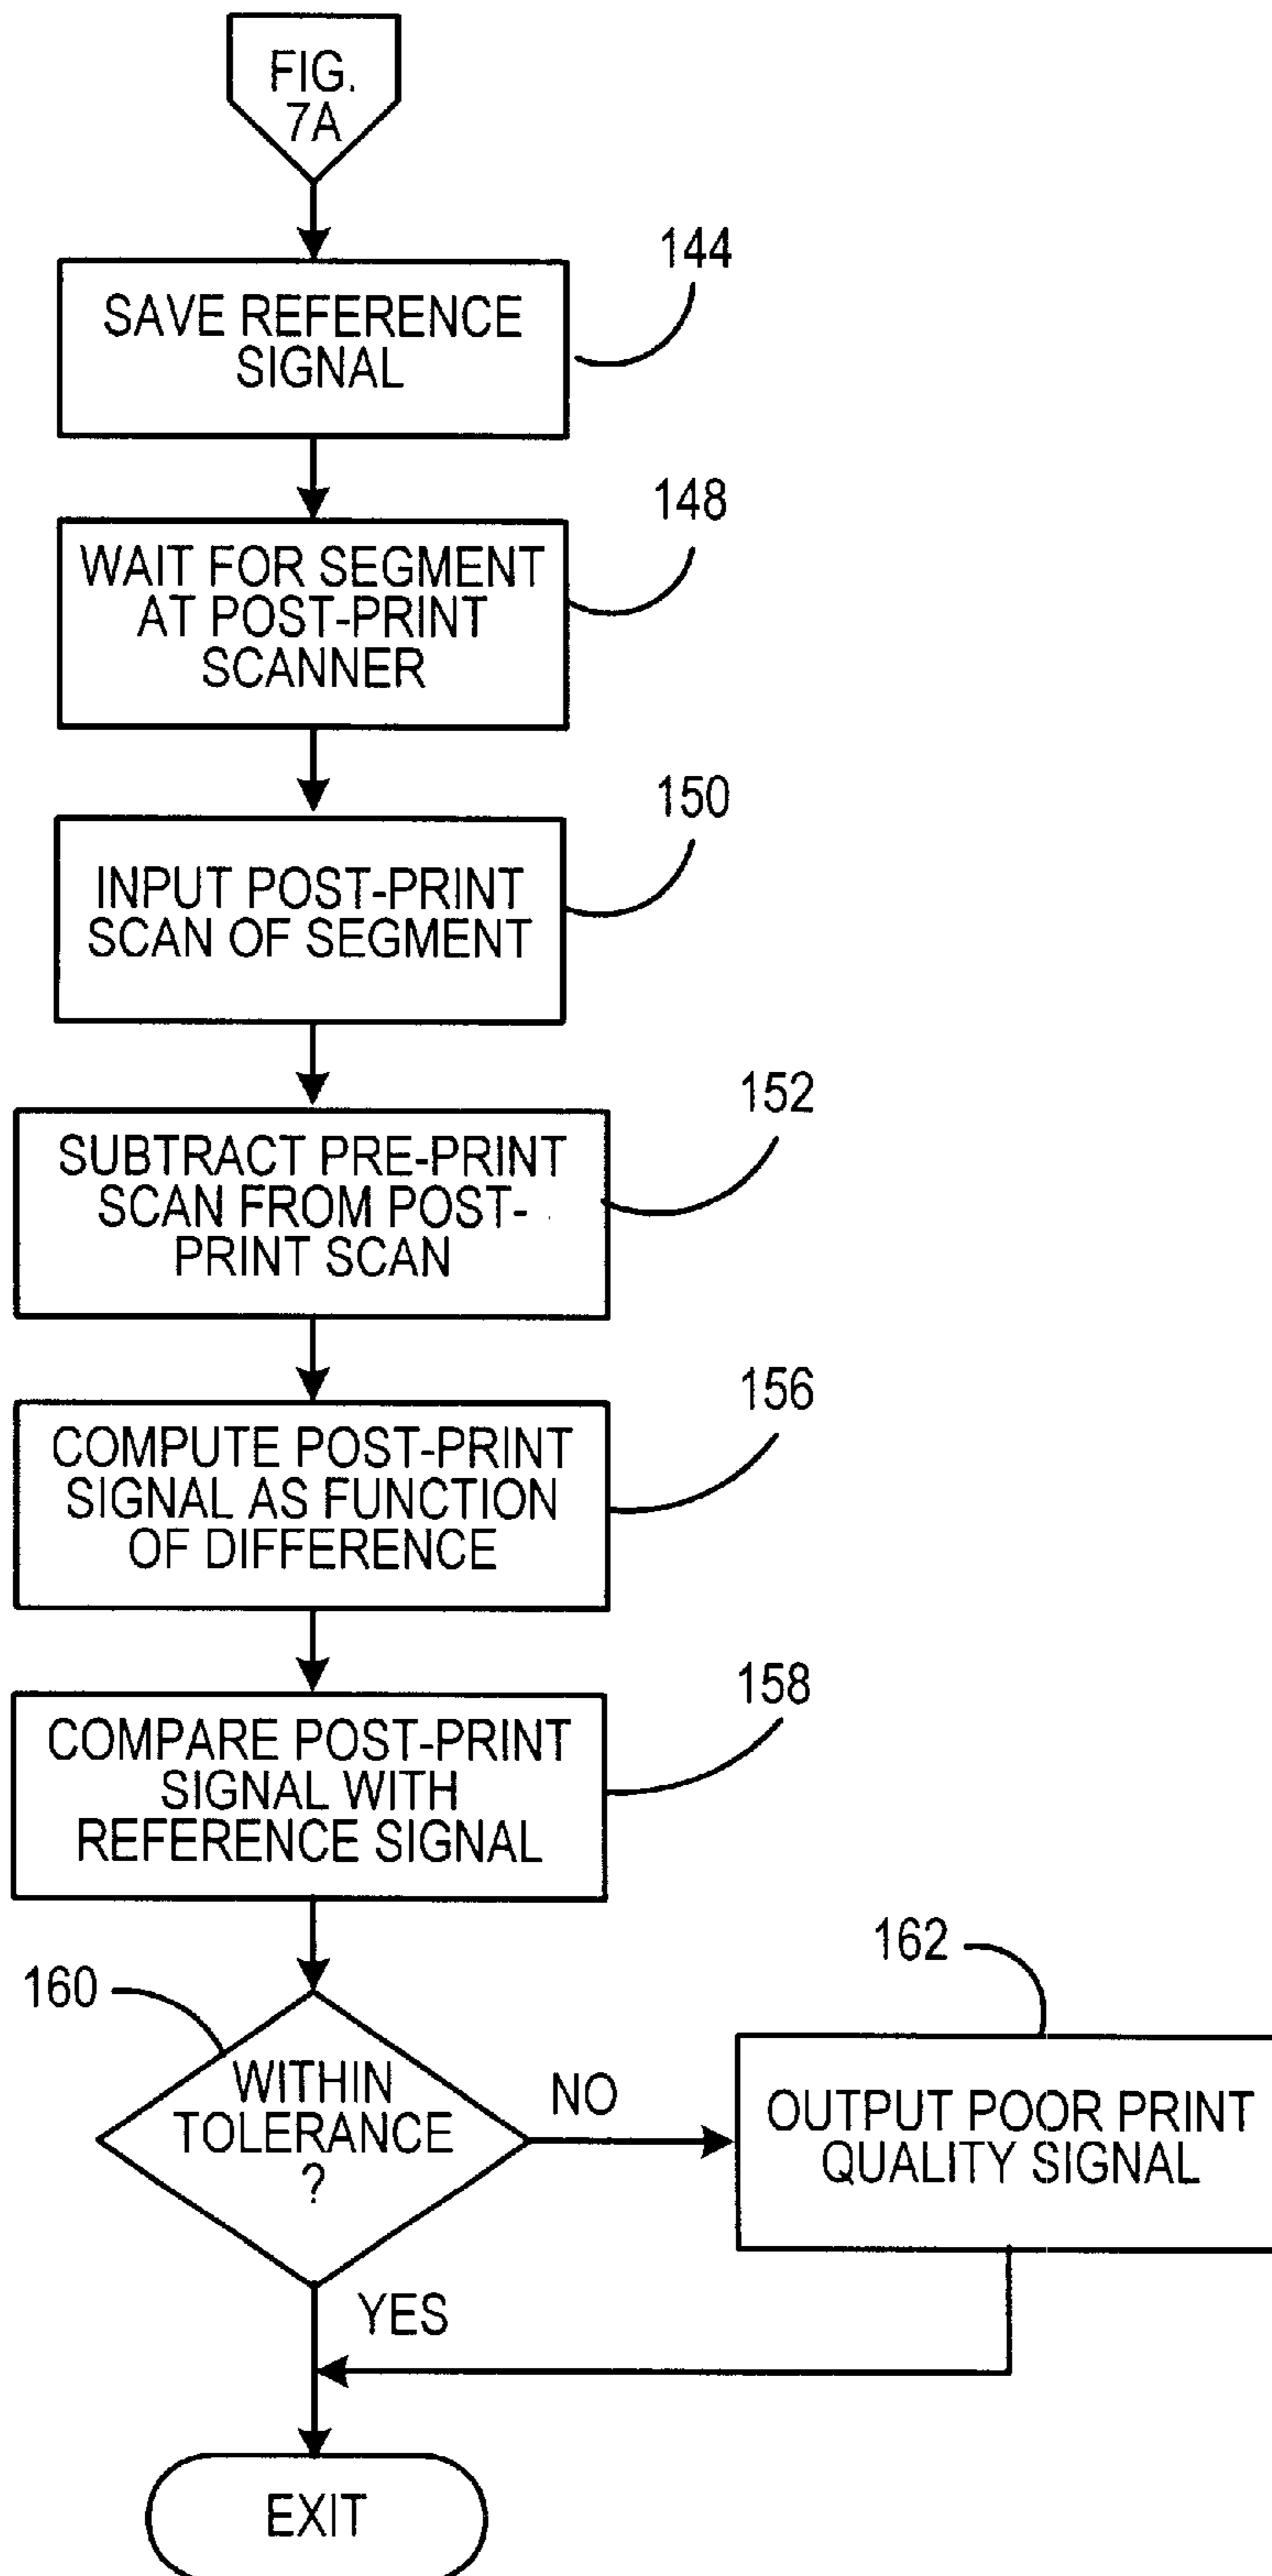 FIG.
7A
144
SAVE REFERENCE
SIGNAL
148
WAIT FOR SEGMENT
AT POST-PRINT
SCANNER
150
INPUT POST-PRINT
SCAN OF SEGMENT
152
SUBTRACT PRE-PRINT
SCAN FROM POST-
PRINT SCAN
156
COMPUTE POST-PRINT
SIGNAL AS FUNCTION
OF DIFFERENCE
158
COMPARE POST-PRINT
SIGNAL WITH
REFERENCE SIGNAL
160
WITHIN
TOLERANCE
?
NO
162
OUTPUT POOR PRINT
QUALITY SIGNAL
YES
EXIT